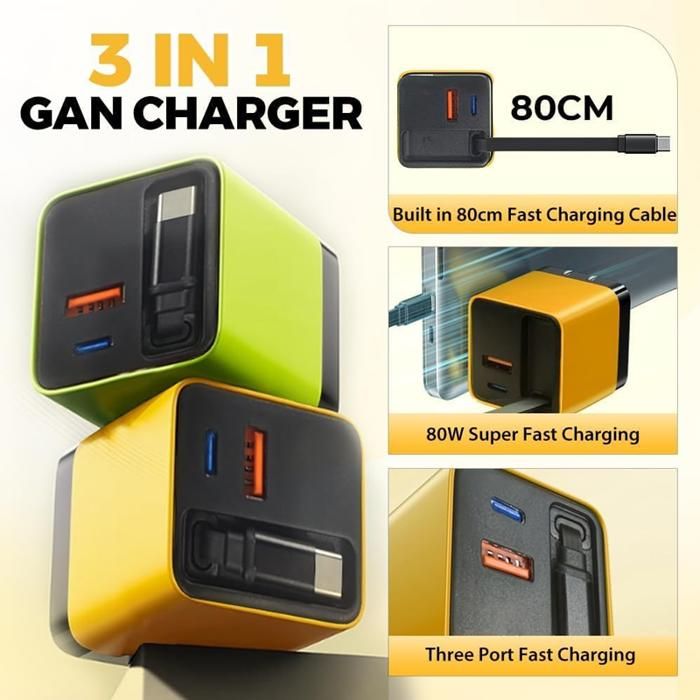 3 IN 1
GAN CHARGER
80CM
Built in 80cm Fast Charging Cable
80W Super Fast Charging
Three Port Fast Charging